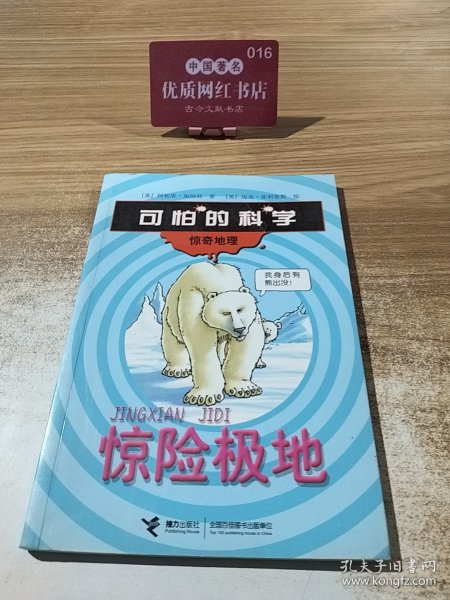 016
中国著名
优质网红书店
古今文献书店
[英] 阿妮塔·加纳利 著 [英] 迈克·菲利普斯 绘
可怕的科学
惊奇地理
我身后有
熊出没!
JINGXIAN JIDI
惊险极地
接力出版社
Publishing House
全国百佳图书出版单位
Top 100 publishing house in China
孔夫子旧书网
www.kongfz.com